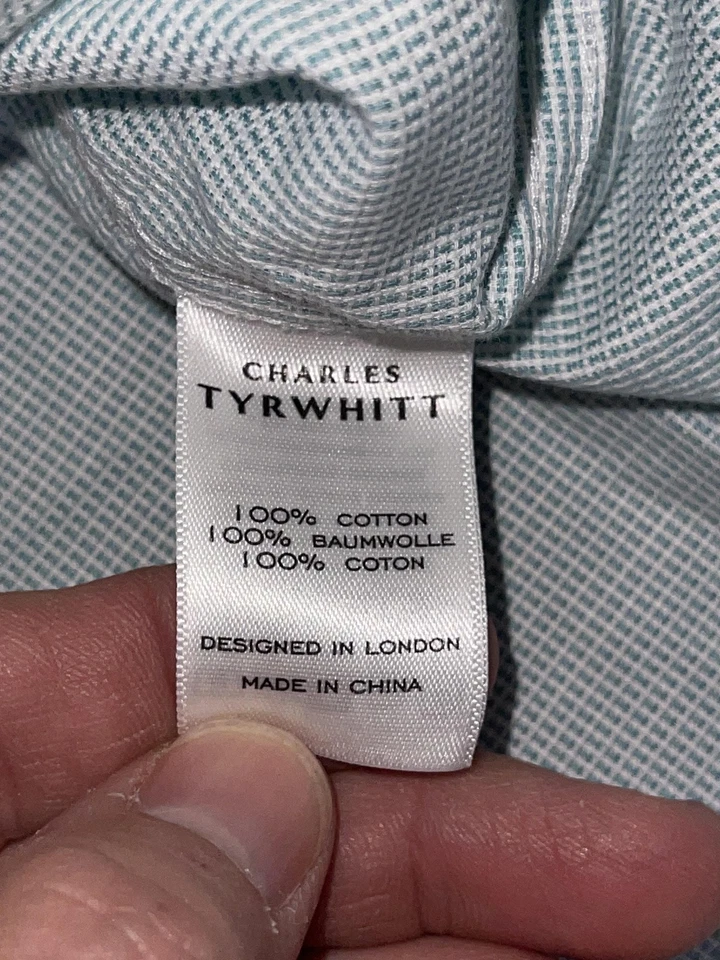 CHARLES
TYRWHITT
100% COTTON
100% BAUMWOLLE
100% COTON
DESIGNED IN LONDON
MADE IN CHINA